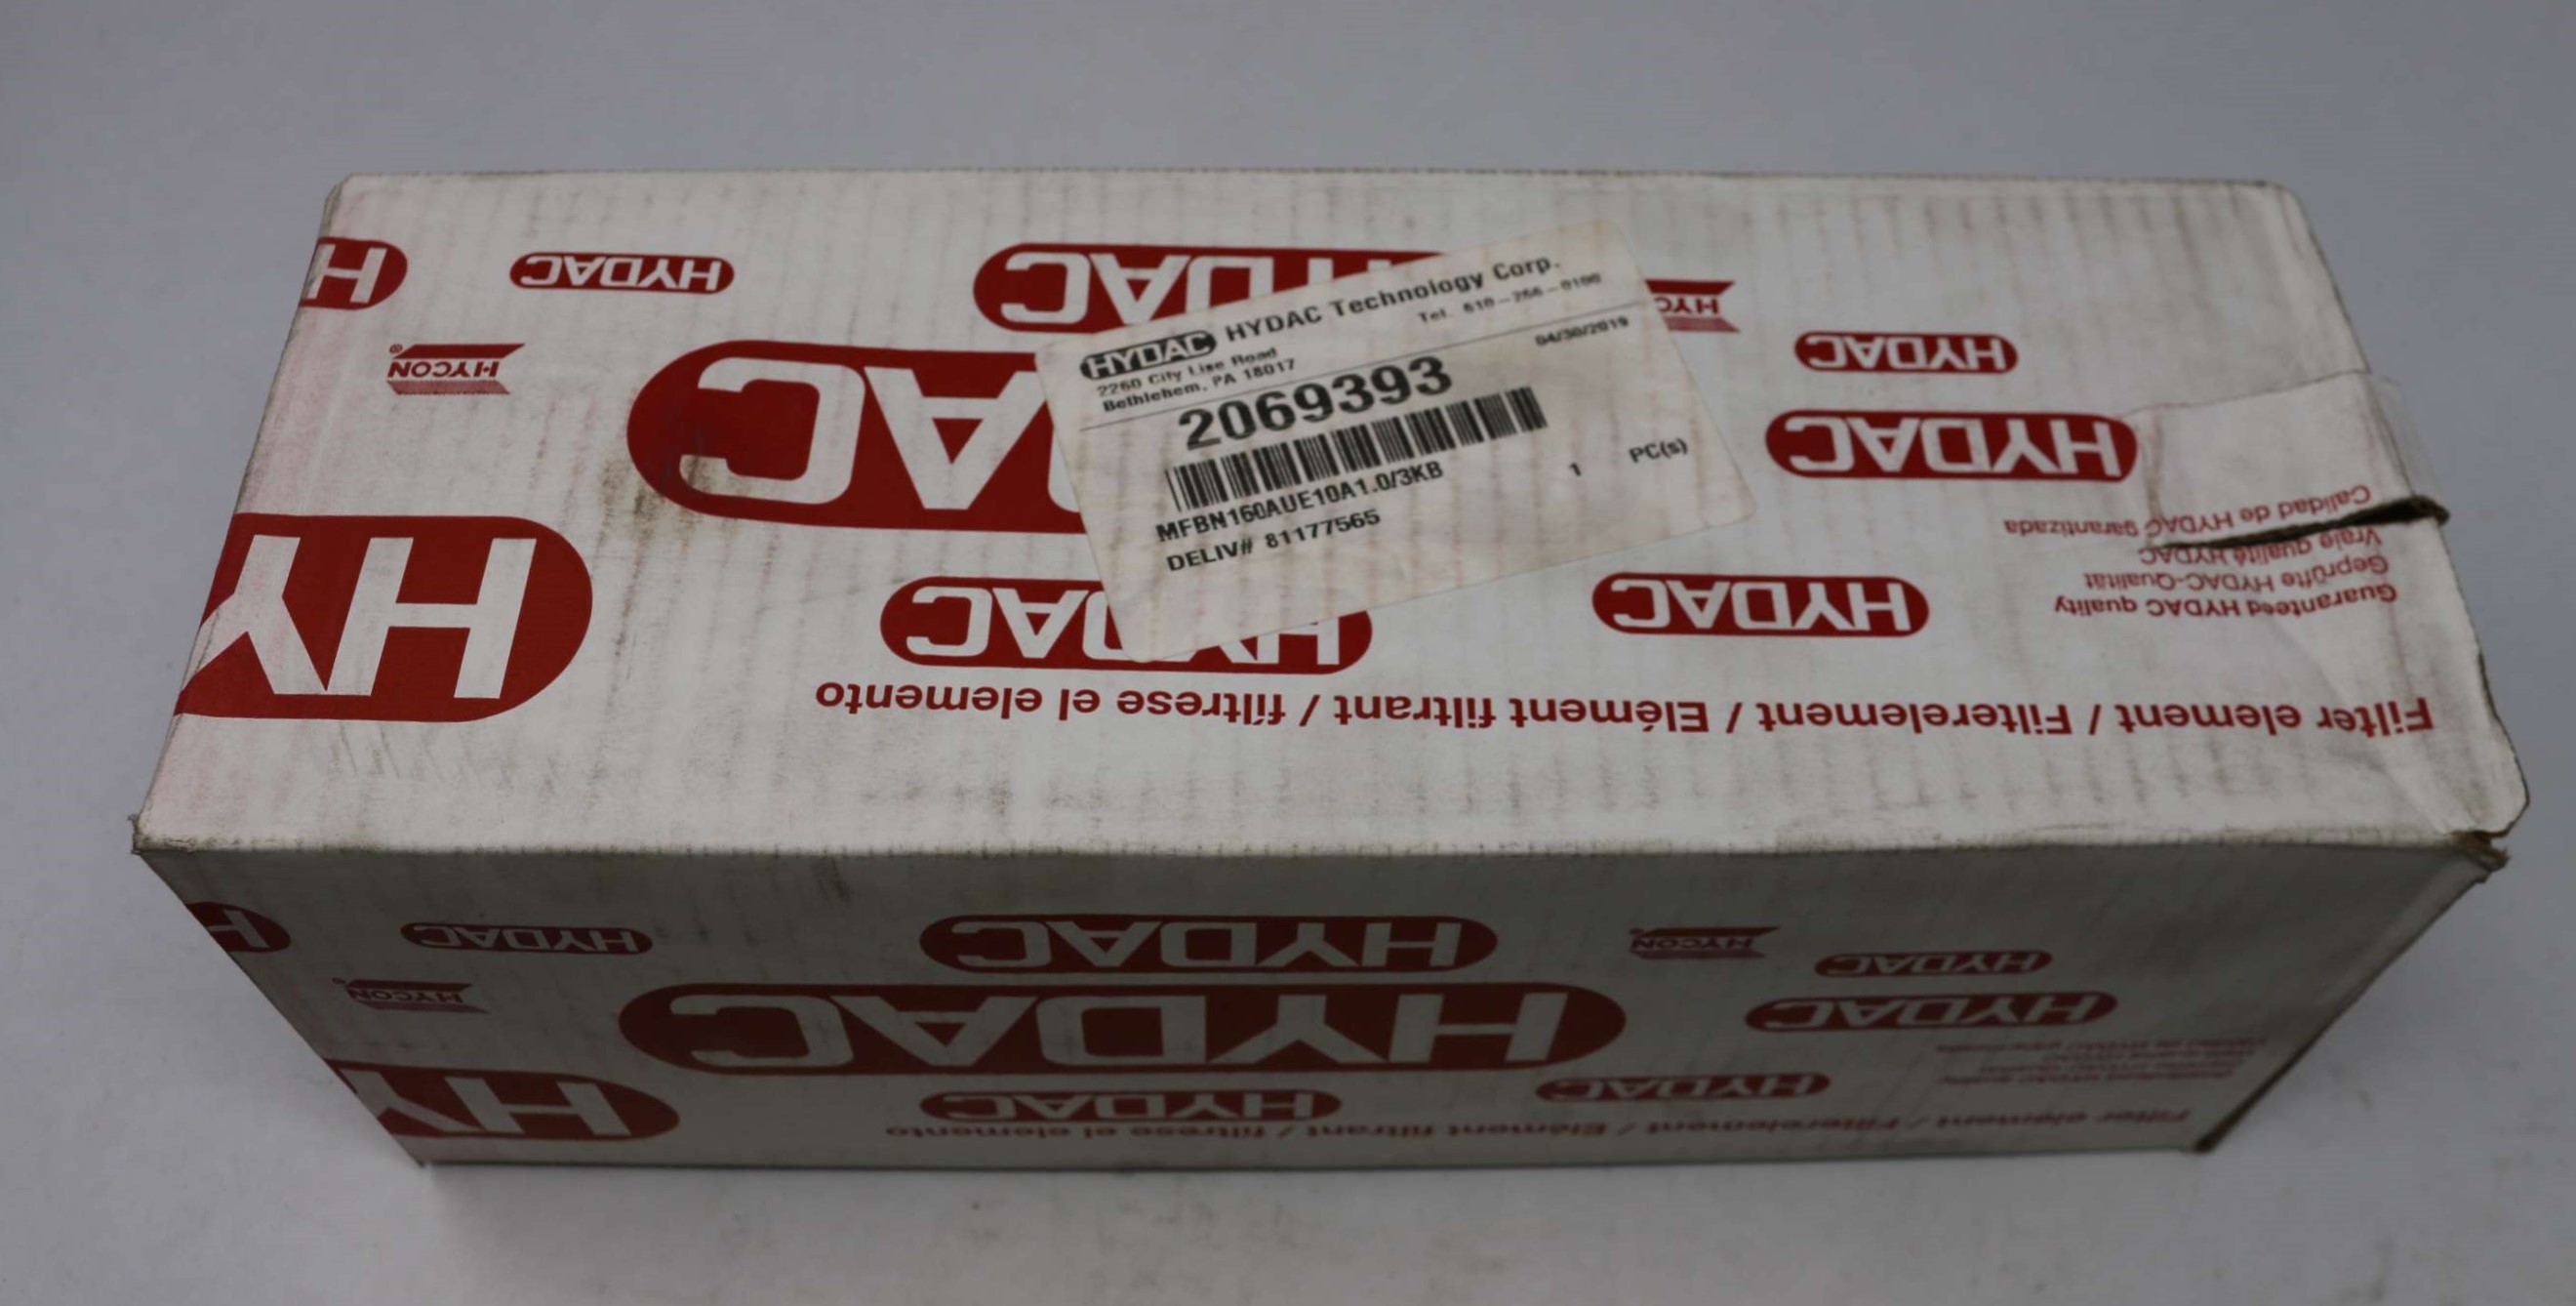 HYDAC HYDAC Technology Corp.
2260 City Line Road
Tel. 610-266-0100
Bethlehem, PA 18017
04/30/2019
2069393
MFBN160AUE10A1.0/3KB
1 PC(s)
DELIV# 81177565
Filter element / Filterelement / Elément filtrant / filtrese el elemento
Guaranteed HYDAC quality
Geprüfte HYDAC-Qualität
Vraie qualité HYDAC
Calidad de HYDAC garantizada
HYDAC
HYDAC
HYDAC
HYDAC
HYDAC
HYDAC
HYDAC
HY
H
HYCON®
HYC
Filter element / Filterelement / Elément filtrant / filtrese el elemento
HYDAC
HYDAC
HYDAC
HYDAC
HYDAC
HYDAC
HYDAC
HY
H
HYCON®
HYCON®